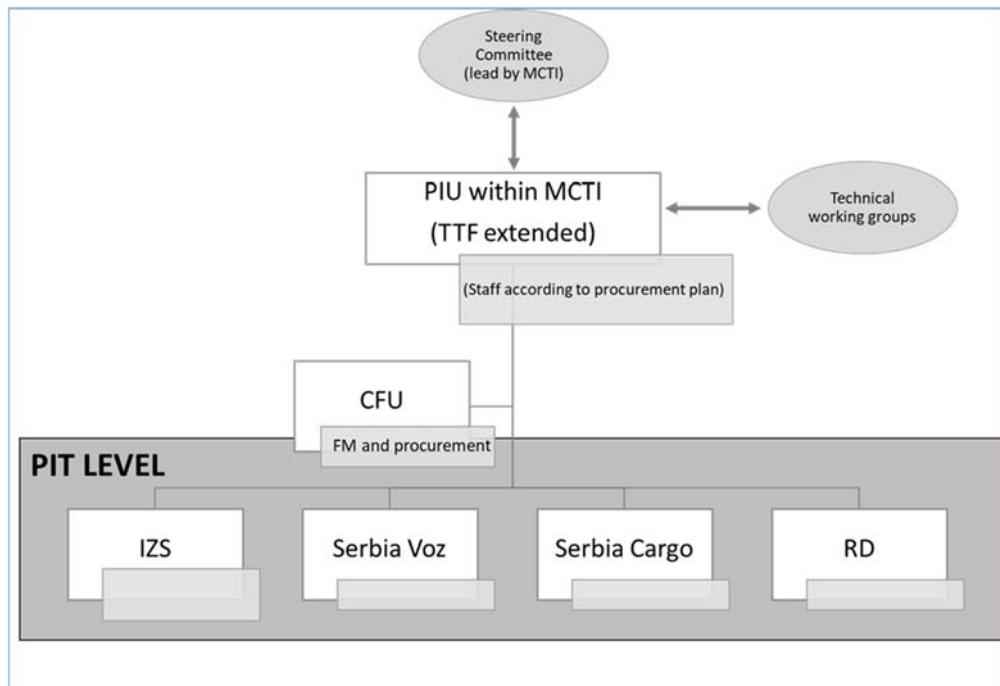 Steering
Committee
(lead by MCTI)
PIU within MCTI
(TTF extended)
Technical
working groups
(Staff according to procurement plan)
CFU
FM and procurement
PIT LEVEL
IZS
Serbia Voz
Serbia Cargo
RD